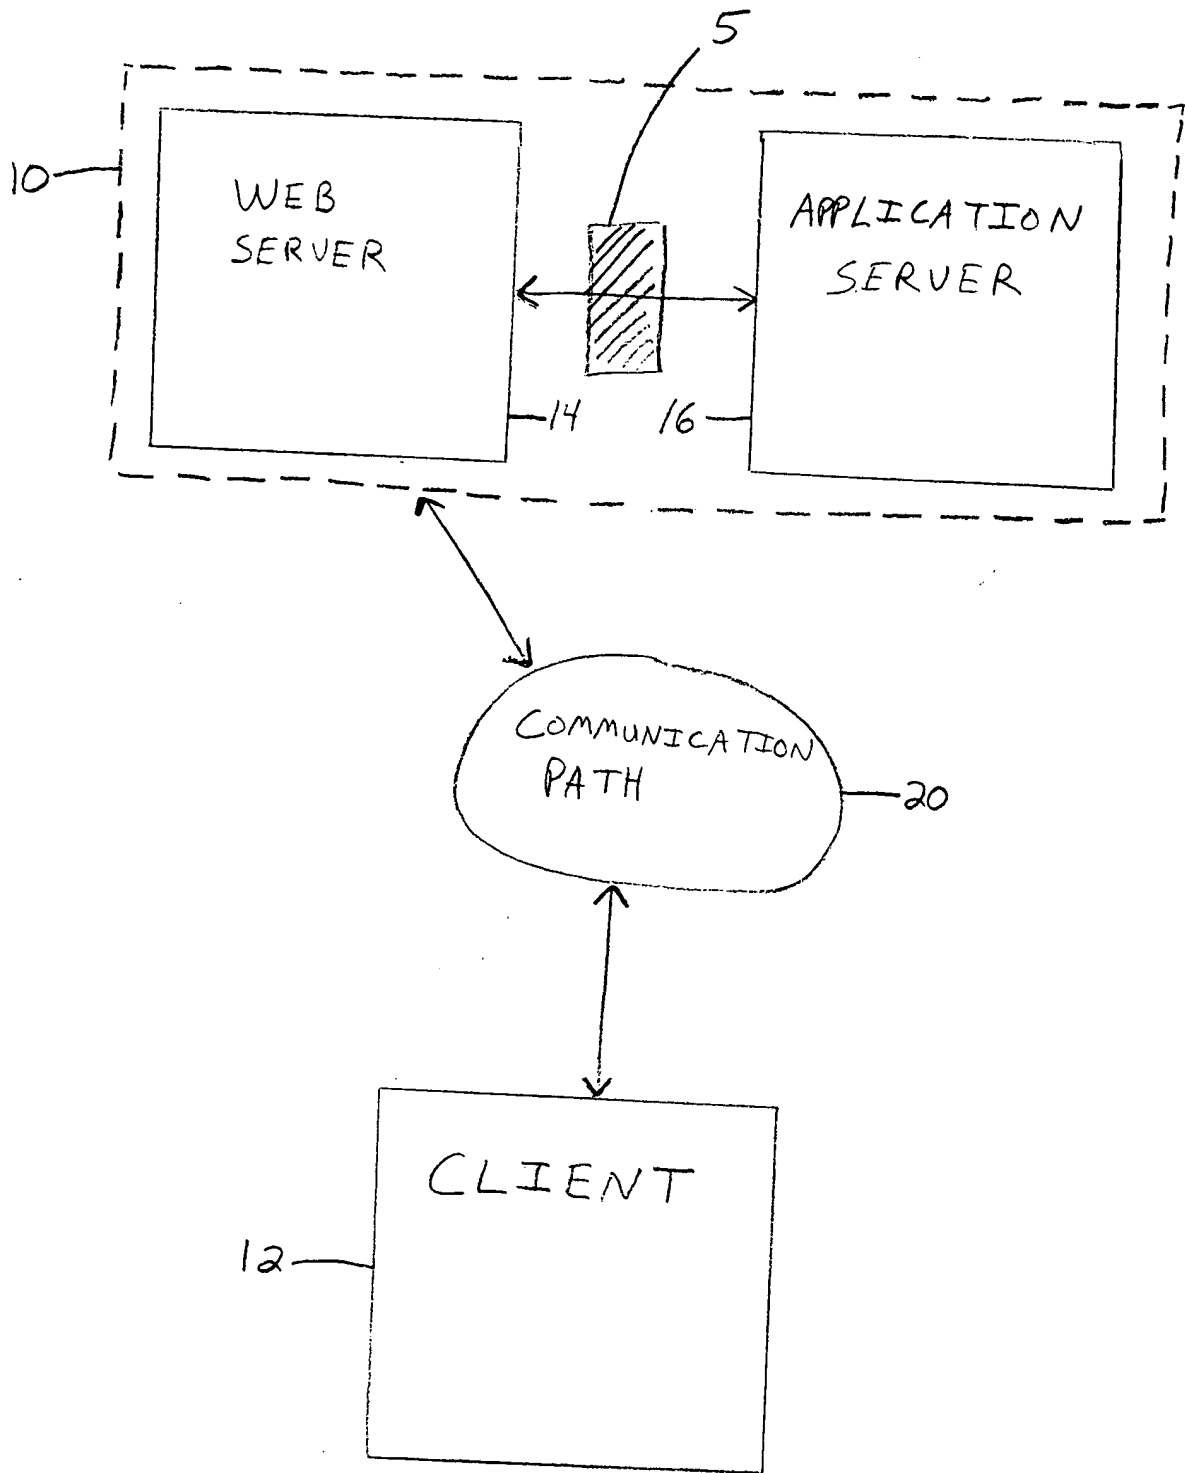 5
10
WEB
SERVER
APPLICATION
SERVER
14
16
COMMUNICATION
PATH
20
CLIENT
12